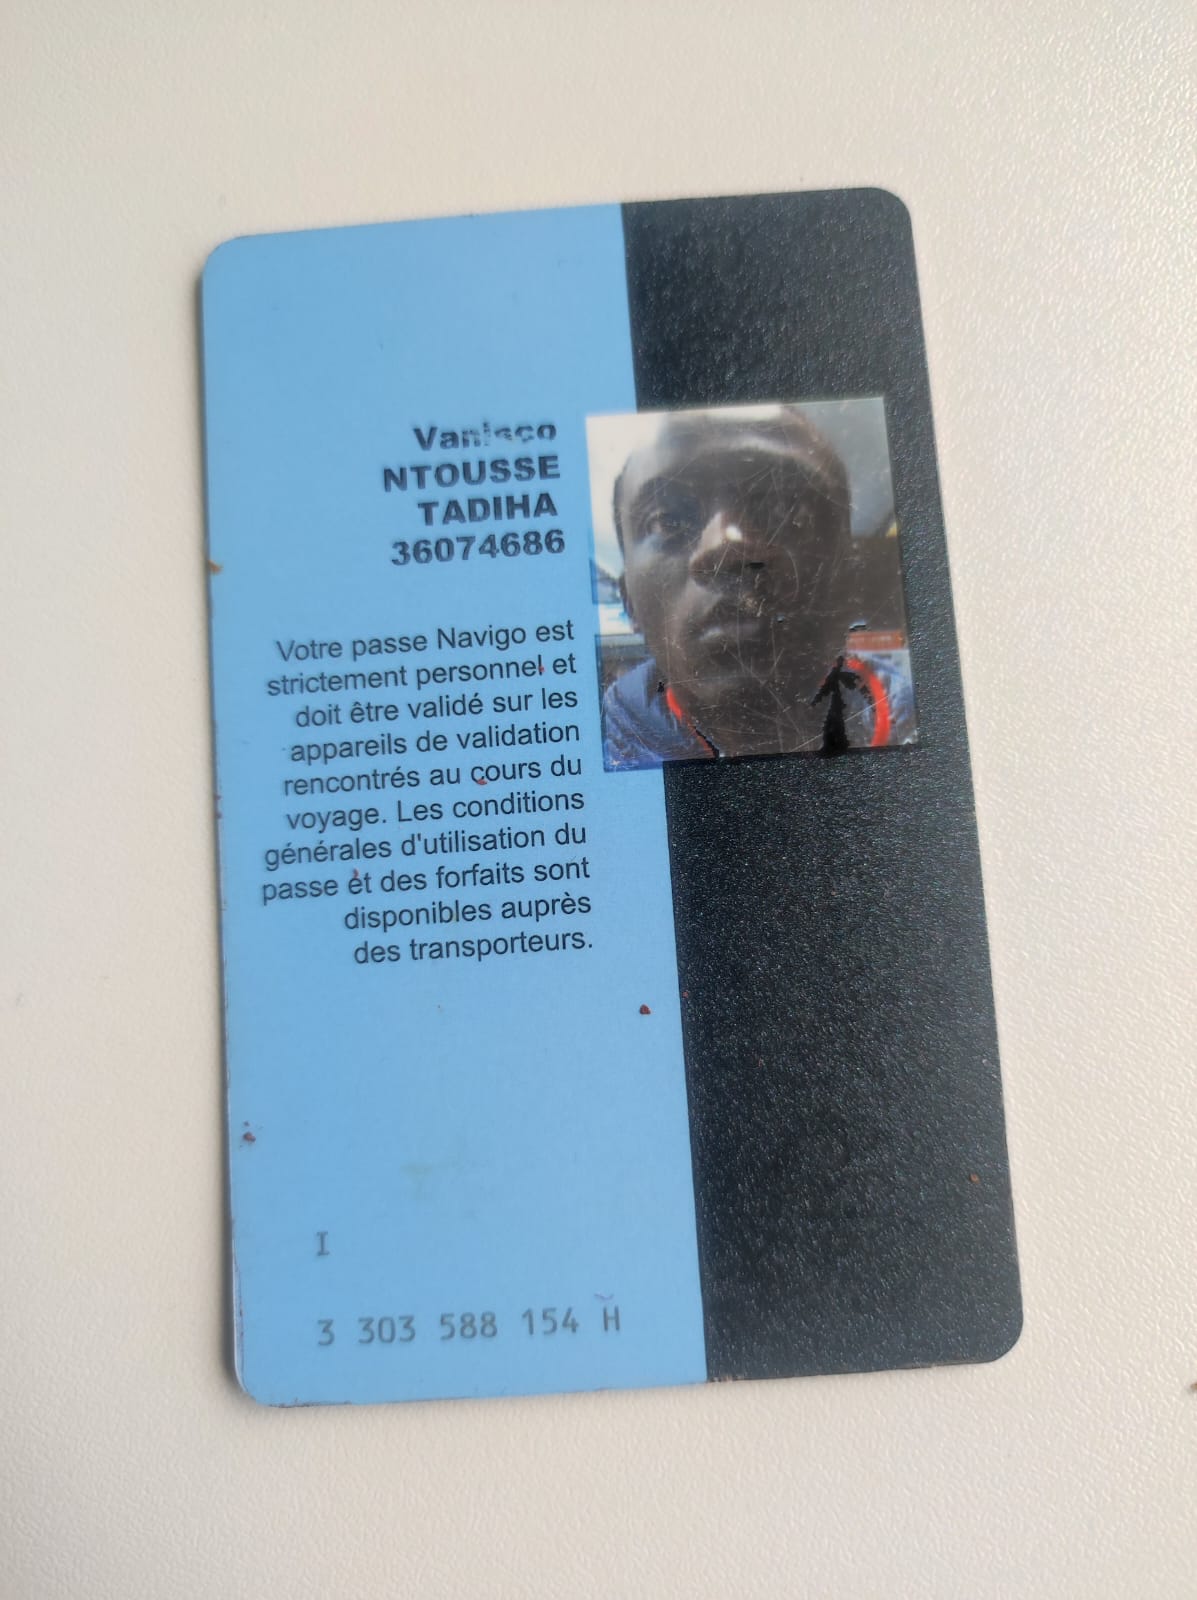 Vanisco
NTOUSSE
TADIHA
36074686
Votre passe Navigo est
strictement personnel et
doit être validé sur les
appareils de validation
rencontrés au cours du
voyage. Les conditions
générales d'utilisation du
passe et des forfaits sont
disponibles auprès
des transporteurs.
I
3 303 588 154 H